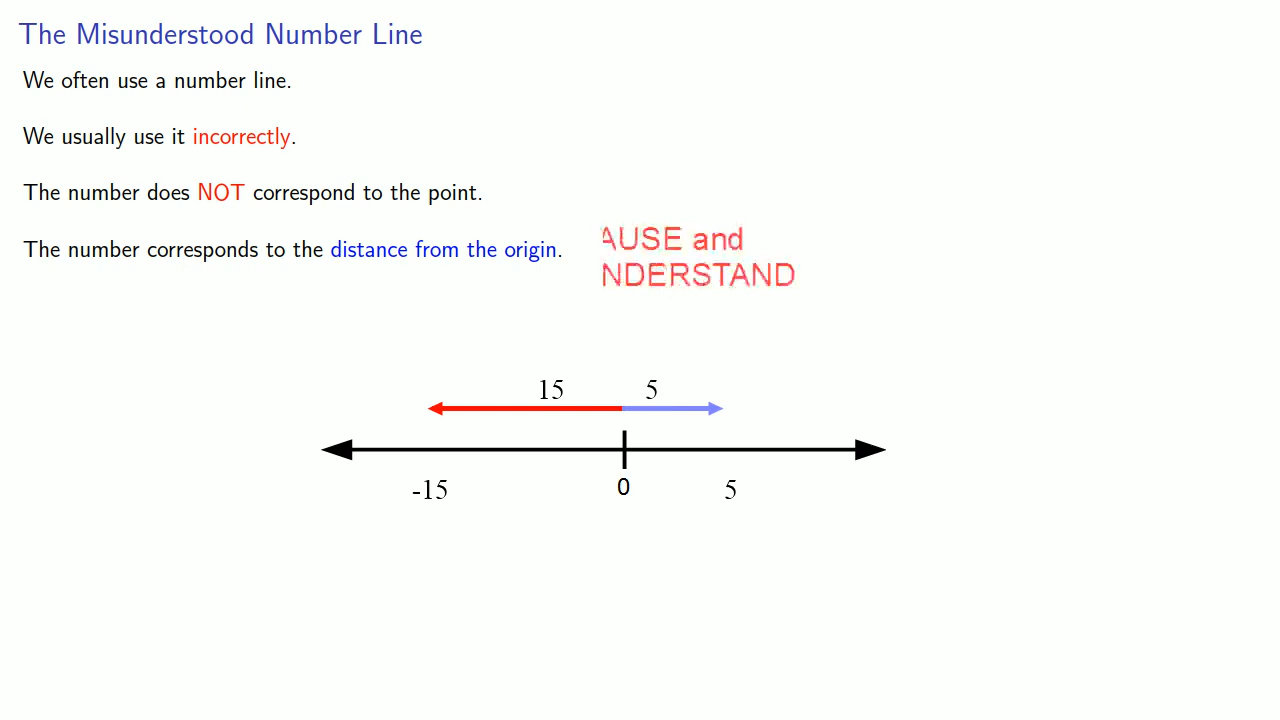 The Misunderstood Number Line
We often use a number line.
We usually use it incorrectly.
The number does NOT correspond to the point.
The number corresponds to the distance from the origin.
AUSE and
NDERSTAND
15 5
-15 0 5